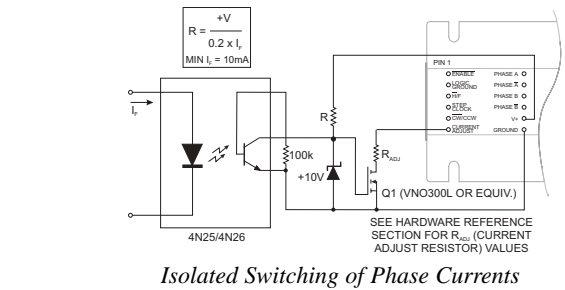 R = +V
0.2 x IF
MIN IF = 10mA
IF
4N25/4N26
100k
R
+10V
RADJ
Q1 (VNO300L OR EQUIV.)
PIN 1
ENABLE
LOGIC
GROUND
H/F
STEP
CLOCK
CW/CCW
CURRENT
ADJUST
PHASE A
PHASE A
PHASE B
PHASE B
V+
GROUND
SEE HARDWARE REFERENCE
SECTION FOR RADJ (CURRENT
ADJUST RESISTOR) VALUES
Isolated Switching of Phase Currents